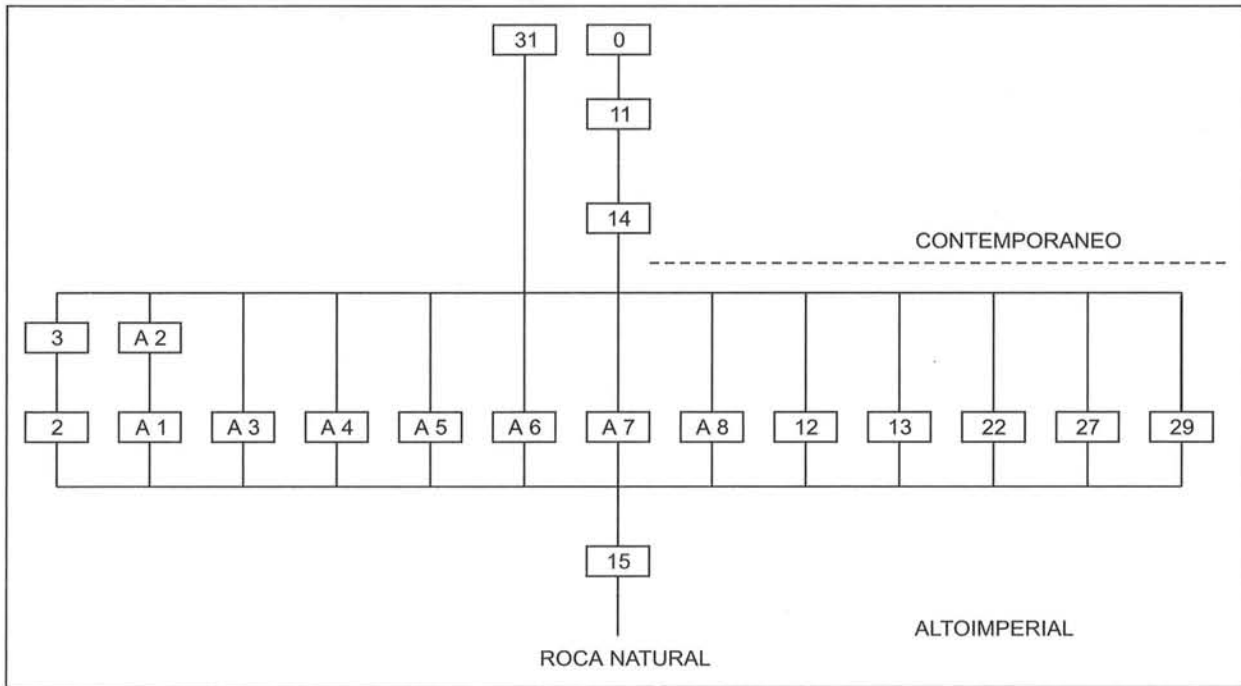 31 0
11
14
CONTEMPORANEO
3 A 2
2 A 1 A 3 A 4 A 5 A 6 A 7 A 8 12 13 22 27 29
15
ALTOIMPERIAL
ROCA NATURAL